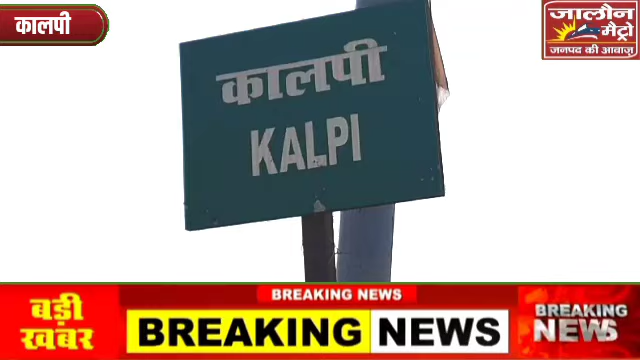 कालपी
जालौन
मैट्रो
जनपद की आवाज़
कालपी
KALPI
BREAKING NEWS
बड़ी
खबर
BREAKING NEWS
BREAKING
NEWS